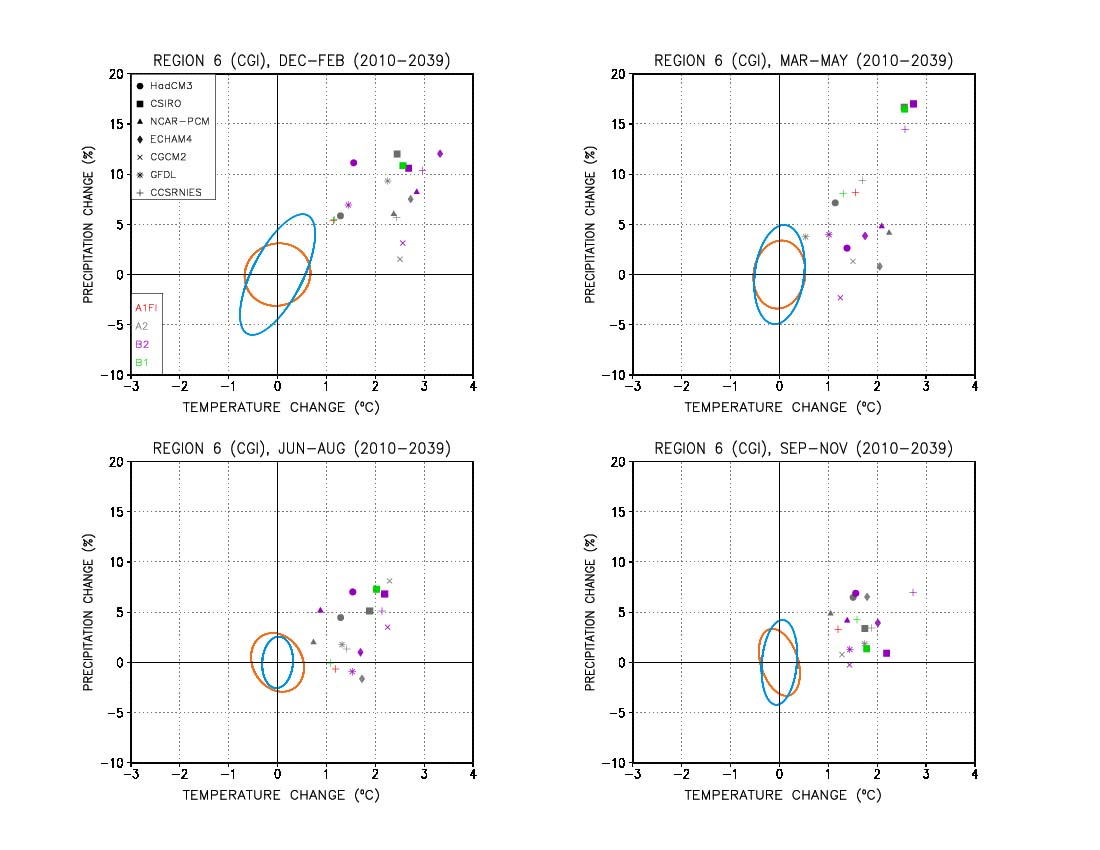 REGION 6 (CGI), DEC-FEB (2010-2039)
20
15
10
5
0
-5
-10
PRECIPITATION CHANGE (%)
HadCM3
CSIRO
NCAR-PCM
ECHAM4
CGCM2
GFDL
CCSRNIES
A1FI
A2
B2
B1
-3 -2 -1 0 1 2 3 4
TEMPERATURE CHANGE (ºC)
REGION 6 (CGI), MAR-MAY (2010-2039)
20
15
10
5
0
-5
-10
PRECIPITATION CHANGE (%)
-3 -2 -1 0 1 2 3 4
TEMPERATURE CHANGE (ºC)
REGION 6 (CGI), JUN-AUG (2010-2039)
20
15
10
5
0
-5
-10
PRECIPITATION CHANGE (%)
-3 -2 -1 0 1 2 3 4
TEMPERATURE CHANGE (ºC)
REGION 6 (CGI), SEP-NOV (2010-2039)
20
15
10
5
0
-5
-10
PRECIPITATION CHANGE (%)
-3 -2 -1 0 1 2 3 4
TEMPERATURE CHANGE (ºC)